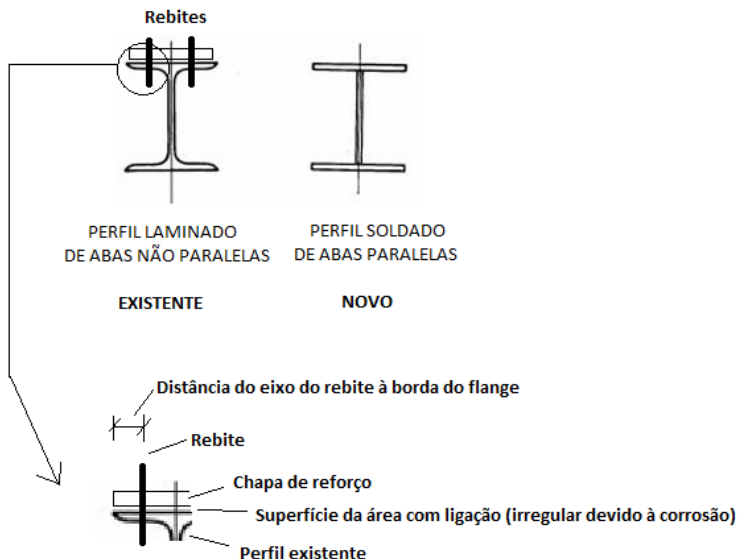 Rebites
PERFIL LAMINADO
DE ABAS NÃO PARALELAS
EXISTENTE
PERFIL SOLDADO
DE ABAS PARALELAS
NOVO
Distância do eixo do rebite à borda do flange
Rebite
Chapa de reforço
Superfície da área com ligação (irregular devido à corrosão)
Perfil existente